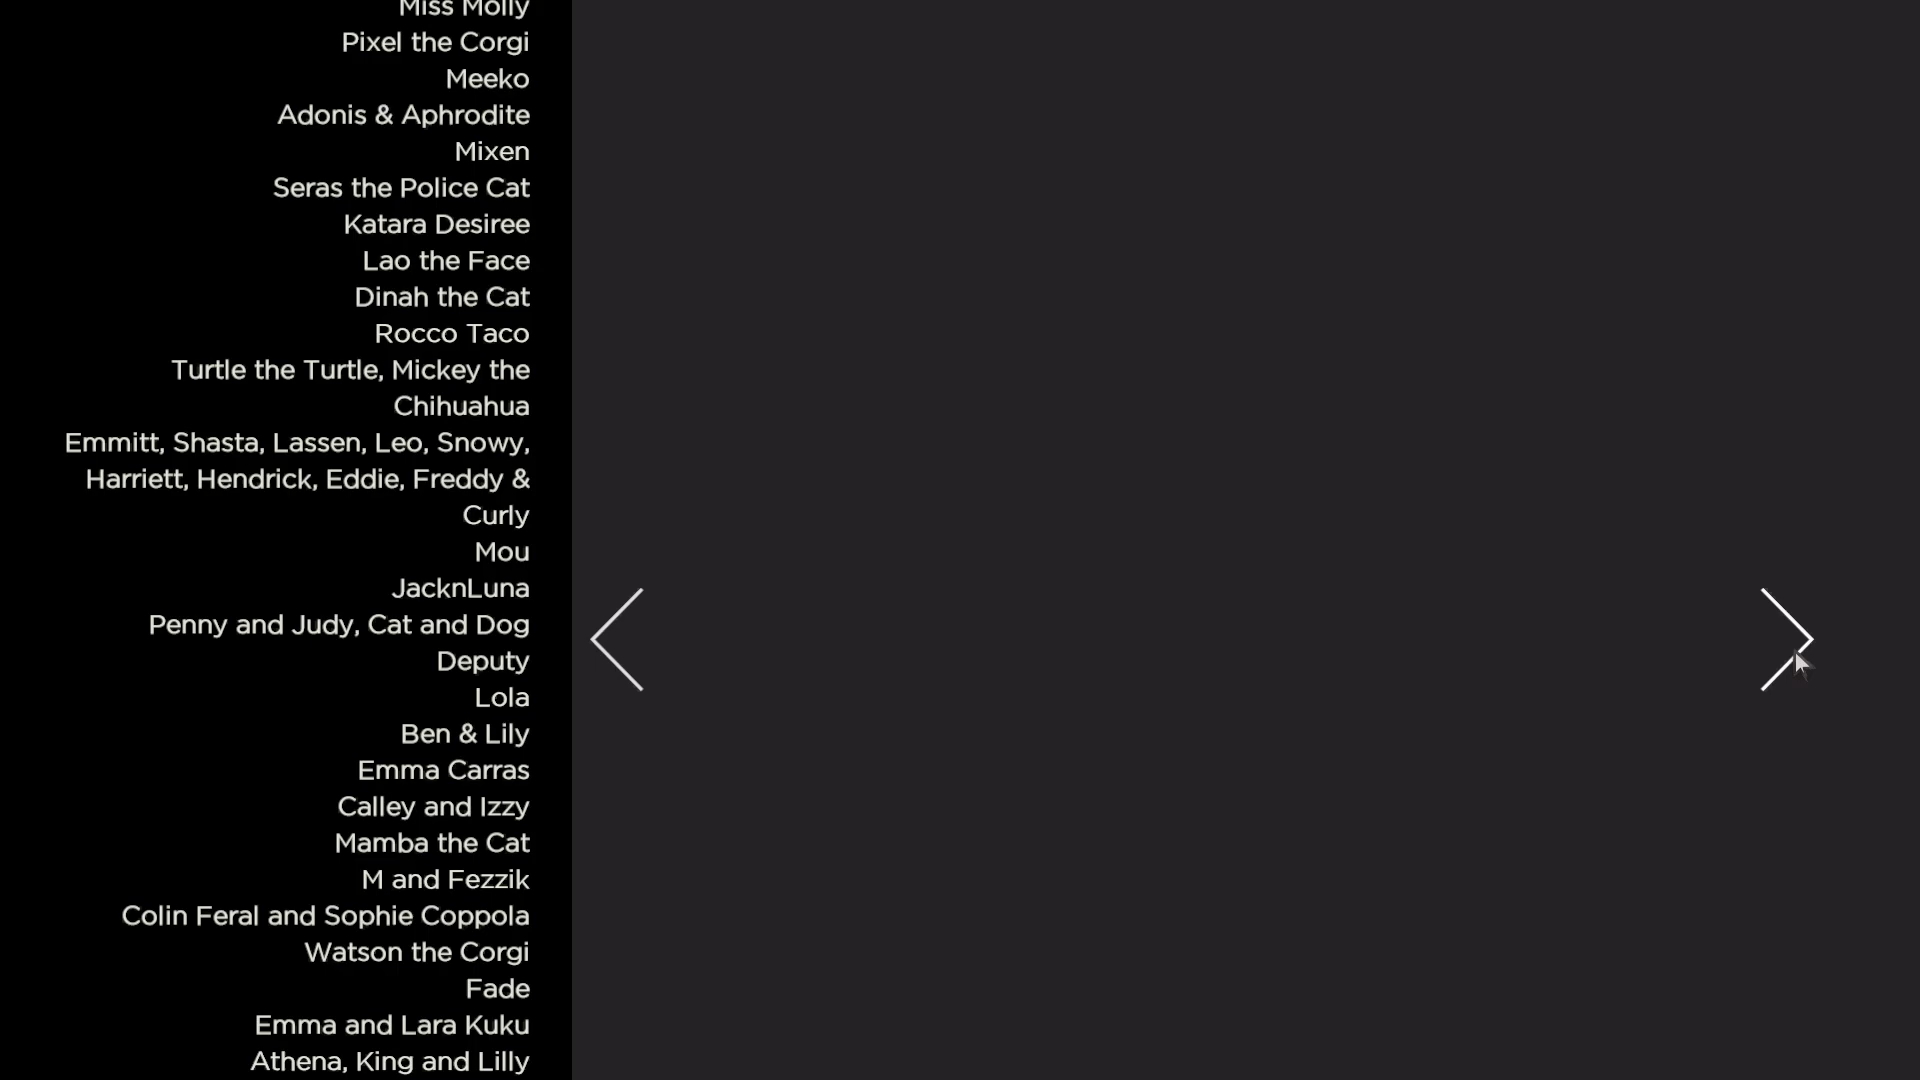 Miss Molly
Pixel the Corgi
Meeko
Adonis & Aphrodite
Mixen
Seras the Police Cat
Katara Desiree
Lao the Face
Dinah the Cat
Rocco Taco
Turtle the Turtle, Mickey the
Chihuahua
Emmitt, Shasta, Lassen, Leo, Snowy,
Harriett, Hendrick, Eddie, Freddy &
Curly
Mou
JacknLuna
Penny and Judy, Cat and Dog
Deputy
Lola
Ben & Lily
Emma Carras
Calley and Izzy
Mamba the Cat
M and Fezzik
Colin Feral and Sophie Coppola
Watson the Corgi
Fade
Emma and Lara Kuku
Athena, King and Lilly